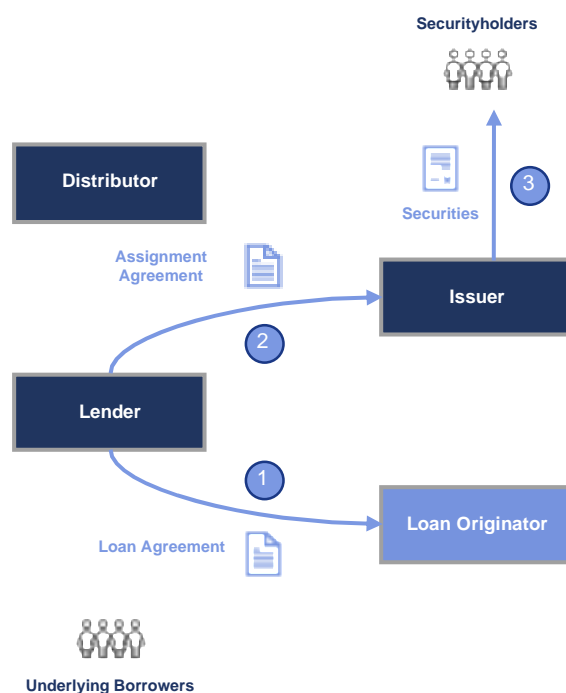 Securityholders
Distributor
3
Securities
Assignment
Agreement
Issuer
2
Lender
1
Loan Originator
Loan Agreement
Underlying Borrowers